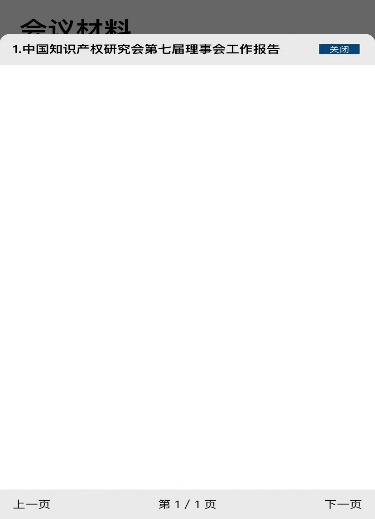 会议材料
1.中国知识产权研究会第七届理事会工作报告
关闭
上一页
第 1 / 1 页
下一页